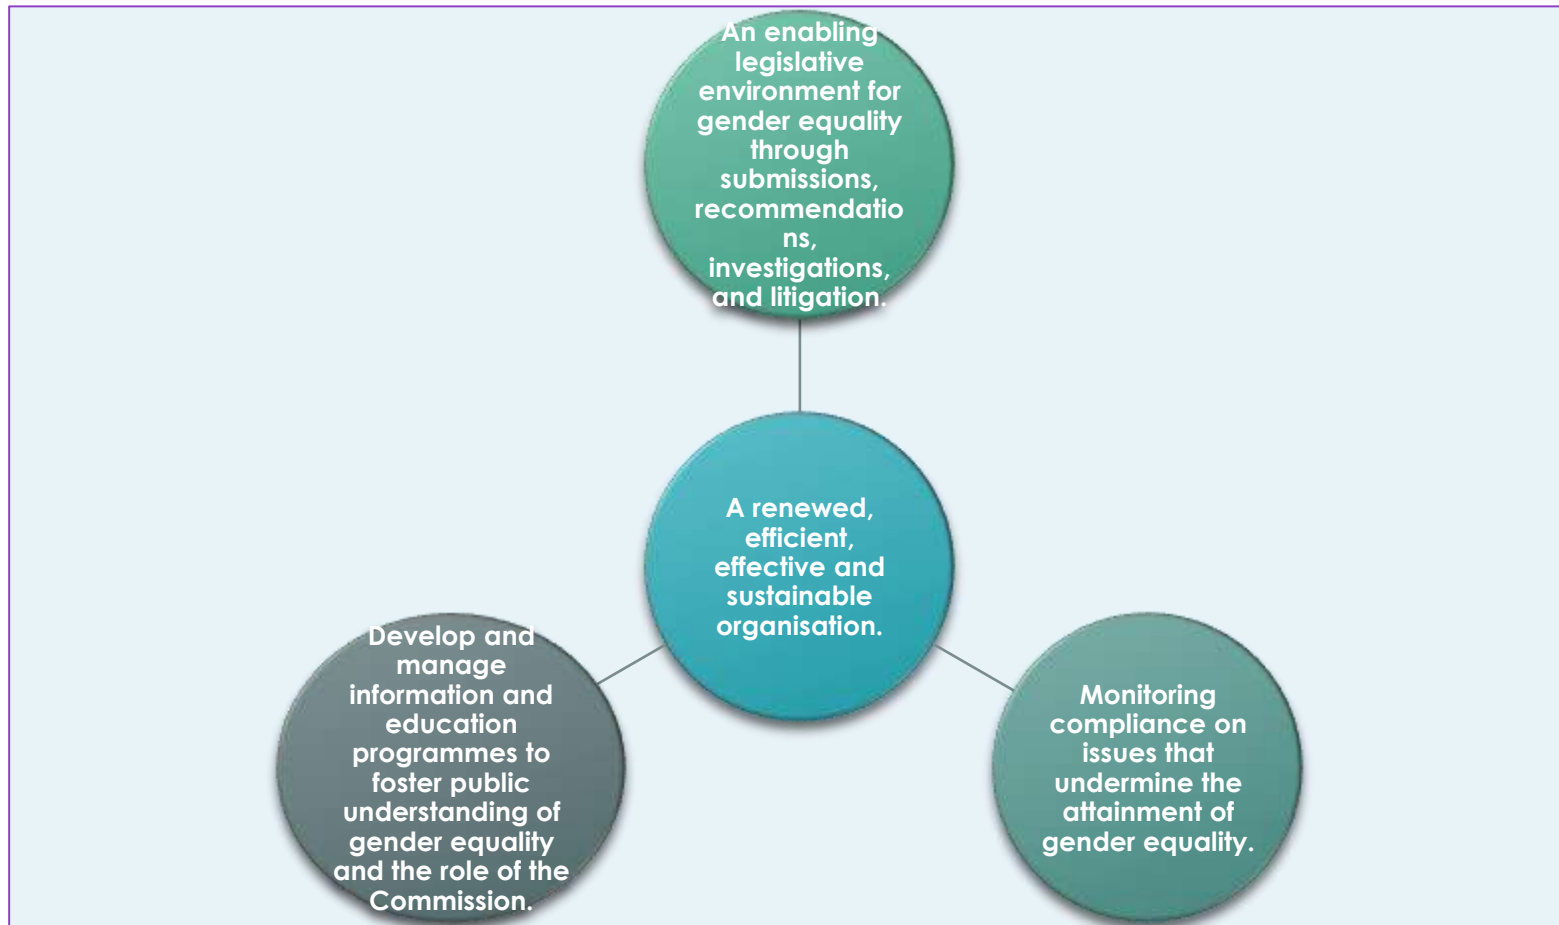 An enabling
legislative
environment for
gender equality
through
submissions,
recommendatio
ns,
investigations,
and litigation.
A renewed,
efficient,
effective and
sustainable
organisation.
Develop and
manage
information and
education
programmes to
foster public
understanding of
gender equality
and the role of the
Commission.
Monitoring
compliance on
issues that
undermine the
attainment of
gender equality.